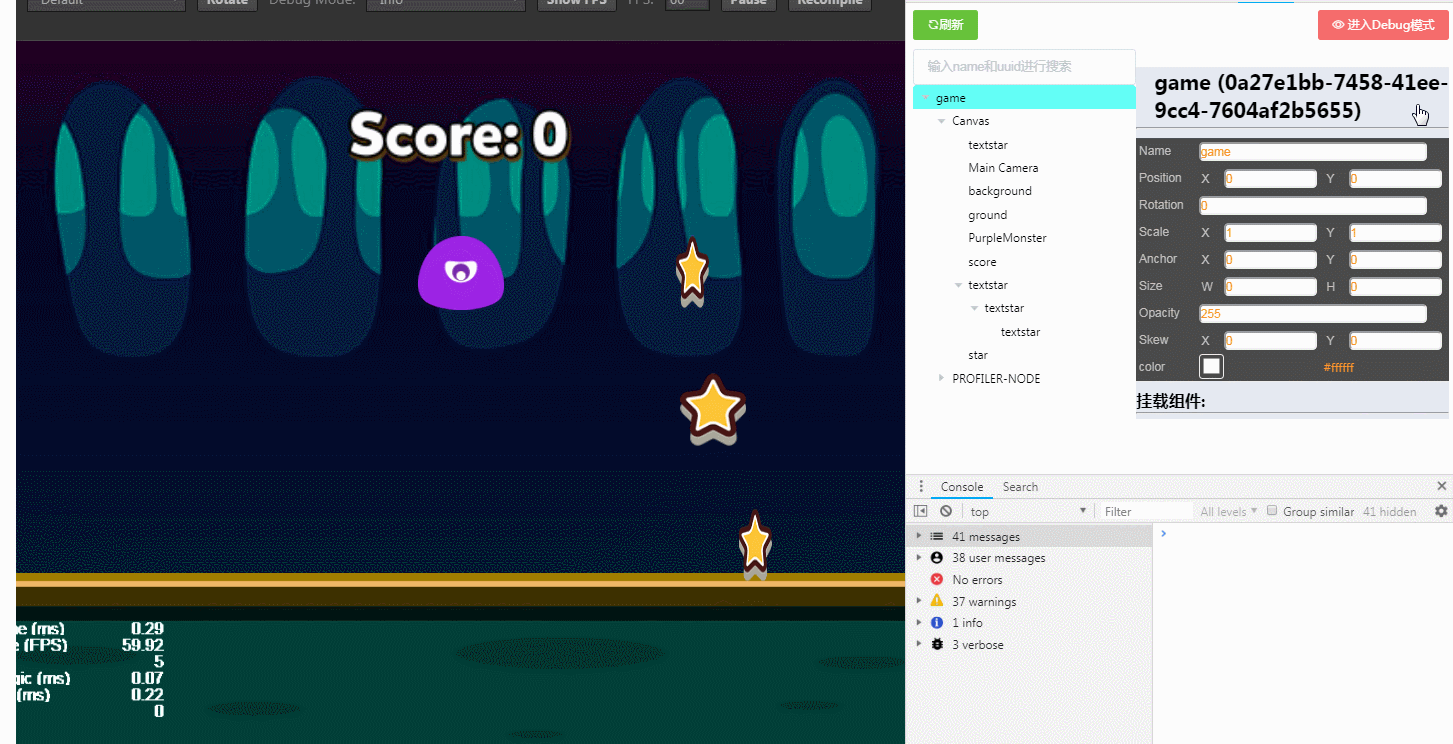 Default Rotate Debug Mode: Info Show FPS FPS: 60 Pause Recompile
Score: 0
e (ms) 0.29
e (FPS) 59.92
5
gic (ms) 0.07
(ms) 0.22
0
刷新 进入Debug模式
输入name和uuid进行搜索
game
Canvas
textstar
Main Camera
background
ground
PurpleMonster
score
textstar
textstar
textstar
star
PROFILER-NODE
game (0a27e1bb-7458-41ee-
9cc4-7604af2b5655)
Name game
Position X 0 Y 0
Rotation 0
Scale X 1 Y 1
Anchor X 0 Y 0
Size W 0 H 0
Opacity 255
Skew X 0 Y 0
color #ffffff
挂载组件:
Console Search
top Filter All levels Group similar 41 hidden
41 messages
38 user messages
No errors
37 warnings
1 info
3 verbose